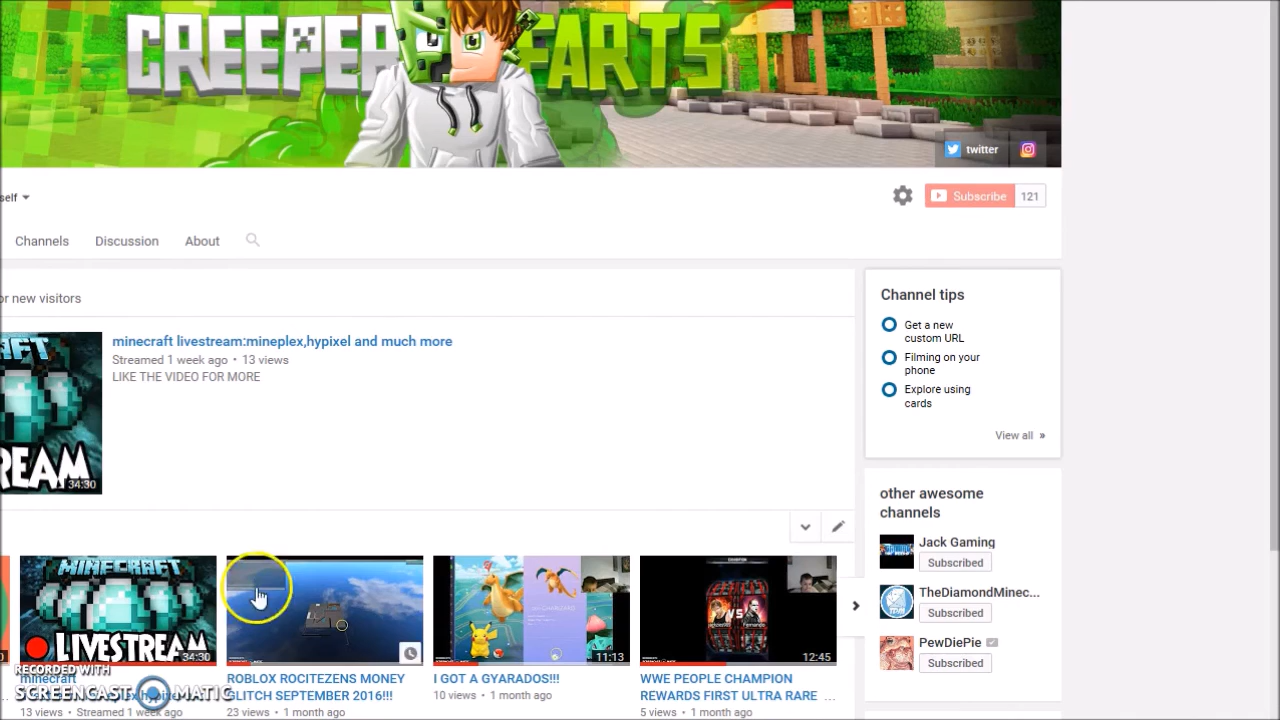 CREEPER FARTS
twitter
self
Subscribe 121
Channels Discussion About
or new visitors
minecraft livestream:mineplex,hypixel and much more
Streamed 1 week ago • 13 views
LIKE THE VIDEO FOR MORE
34:30
Channel tips
Get a new
custom URL
Filming on your
phone
Explore using
cards
View all »
other awesome
channels
Jack Gaming
Subscribed
TheDiamondMinec...
Subscribed
PewDiePie
Subscribed
MINECRAFT
LIVESTREAM
34:30
minecraft
Streamed 1 week ago
ROBLOX ROCITEZENS MONEY
GLITCH SEPTEMBER 2016!!!
23 views • 1 month ago
11:13
I GOT A GYARADOS!!!
10 views • 1 month ago
VS
12:45
WWE PEOPLE CHAMPION
REWARDS FIRST ULTRA RARE ...
5 views • 1 month ago
RECORDED WITH
SCREENCAST MATIC